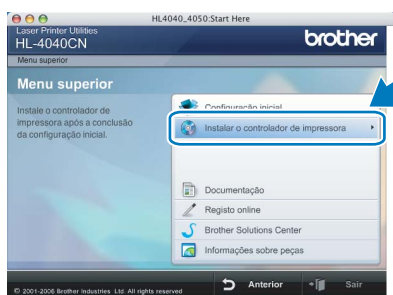 HL4040_4050:Start Here
Laser Printer Utilities
HL-4040CN
brother
Menu superior
Menu superior
Instale o controlador de
impressora após a conclusão
da configuração inicial.
Configuração inicial
Instalar o controlador de impressora
Documentação
Registo online
Brother Solutions Center
Informações sobre peças
© 2001-2006 Brother Industries Ltd. All rights reserved
Anterior
Sair